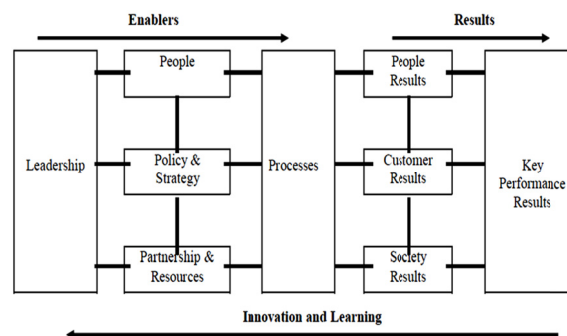 Enablers
Results
People
People
Results
Leadership
Policy &
Strategy
Processes
Customer
Results
Key
Performance
Results
Partnership &
Resources
Society
Results
Innovation and Learning